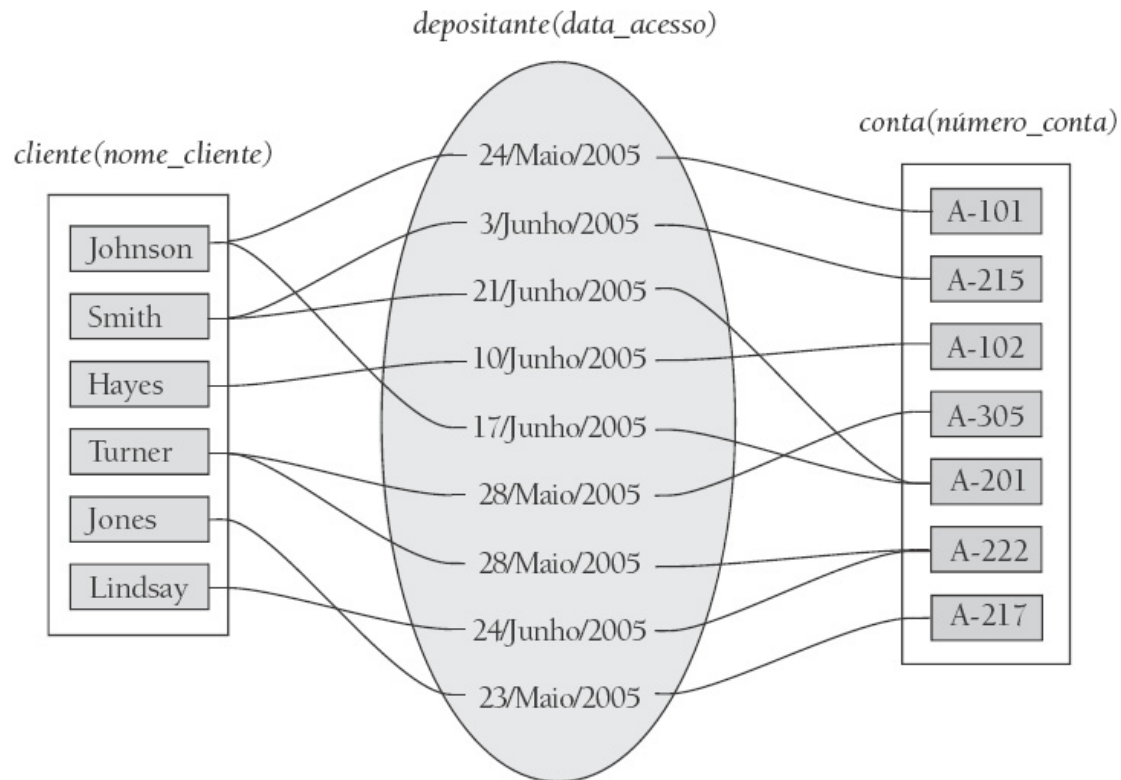 depositante(data_acesso)
cliente(nome_cliente)
conta(número_conta)
Johnson
Smith
Hayes
Turner
Jones
Lindsay
24/Maio/2005
3/Junho/2005
21/Junho/2005
10/Junho/2005
17/Junho/2005
28/Maio/2005
28/Maio/2005
24/Junho/2005
23/Maio/2005
A-101
A-215
A-102
A-305
A-201
A-222
A-217